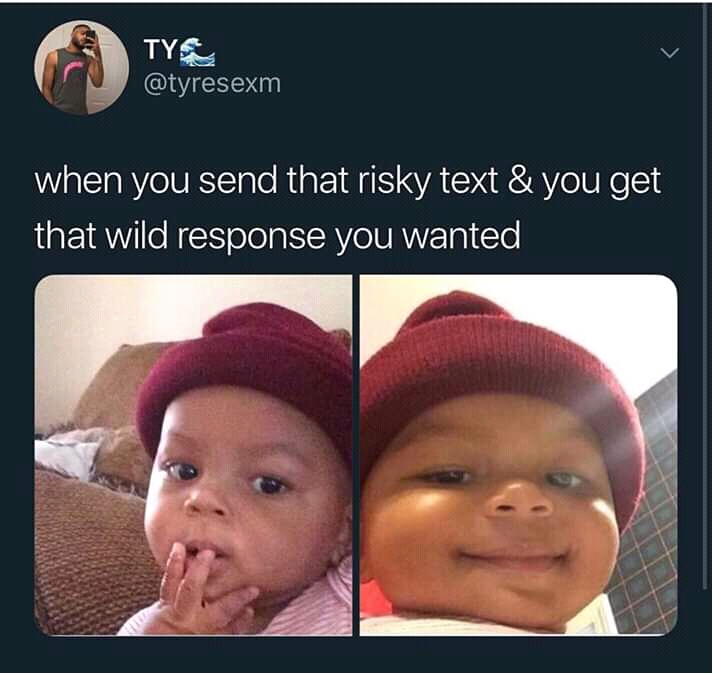 TY🌊
@tyresexm
when you send that risky text & you get
that wild response you wanted